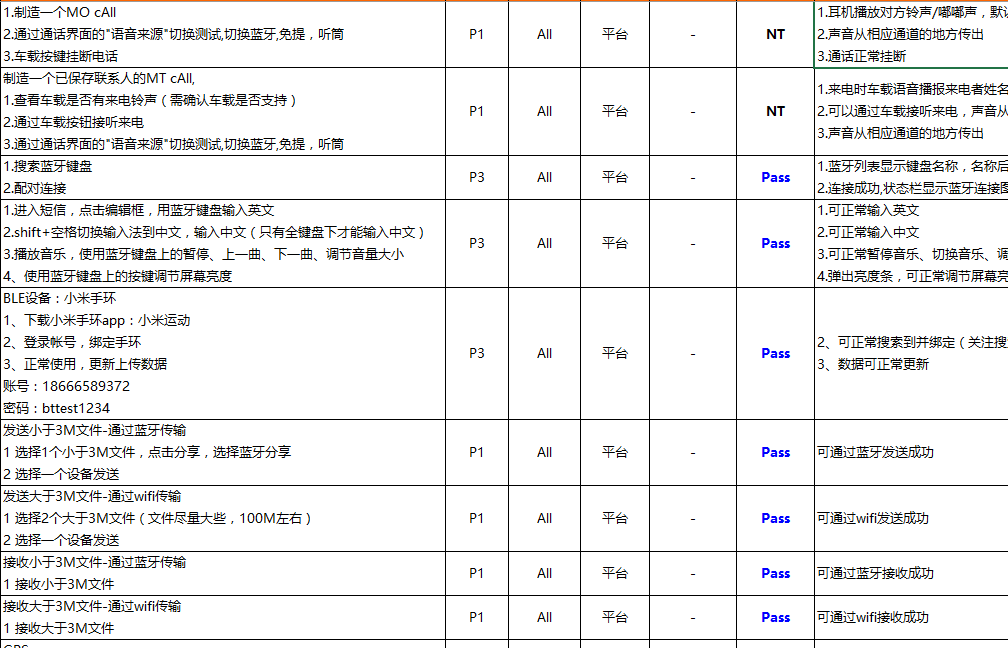 1.制造一个MO cAll
2.通过通话界面的"语音来源"切换测试,切换蓝牙,免提，听筒
3.车载按键挂断电话
P1
All
平台
-
NT
1.耳机播放对方铃声/嘟嘟声，默
2.声音从相应通道的地方传出
3.通话正常挂断
制造一个已保存联系人的MT cAll,
1.查看车载是否有来电铃声（需确认车载是否支持）
2.通过车载按钮接听来电
3.通过通话界面的"语音来源"切换测试,切换蓝牙,免提，听筒
P1
All
平台
-
NT
1.来电时车载语音播报来电者姓名
2.可以通过车载接听来电，声音从
3.声音从相应通道的地方传出
1.搜索蓝牙键盘
2.配对连接
P3
All
平台
-
Pass
1.蓝牙列表显示键盘名称，名称后
2.连接成功,状态栏显示蓝牙连接图
1.进入短信，点击编辑框，用蓝牙键盘输入英文
2.shift+空格切换输入法到中文，输入中文（只有全键盘下才能输入中文）
3.播放音乐，使用蓝牙键盘上的暂停、上一曲、下一曲、调节音量大小
4、使用蓝牙键盘上的按键调节屏幕亮度
P3
All
平台
-
Pass
1.可正常输入英文
2.可正常输入中文
3.可正常暂停音乐、切换音乐、调
4.弹出亮度条，可正常调节屏幕亮
BLE设备：小米手环
1、下载小米手环app：小米运动
2、登录帐号，绑定手环
3、正常使用，更新上传数据
账号：18666589372
密码：bttest1234
P3
All
平台
-
Pass
2、可正常搜索到并绑定（关注搜
3、数据可正常更新
发送小于3M文件-通过蓝牙传输
1 选择1个小于3M文件，点击分享，选择蓝牙分享
2 选择一个设备发送
P1
All
平台
-
Pass
可通过蓝牙发送成功
发送大于3M文件-通过wifi传输
1 选择2个大于3M文件（文件尽量大些，100M左右）
2 选择一个设备发送
P1
All
平台
-
Pass
可通过wifi发送成功
接收小于3M文件-通过蓝牙传输
1 接收小于3M文件
P1
All
平台
-
Pass
可通过蓝牙接收成功
接收大于3M文件-通过wifi传输
1 接收大于3M文件
P1
All
平台
-
Pass
可通过wifi接收成功